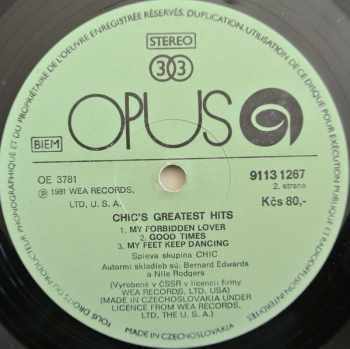 TOUS DROITS DU PRODUCTEUR PHONOGRAPHIQUE ET DU PROPRIÉTAIRE DE L'OEUVRE ENREGISTRÉE RÉSERVÉS. DUPLICATION, UTILISATION DE CE DISQUE POUR EXECUTION PUBLIQUE ET RADIODIFFUSION INTERDITES
STEREO
33
OPUS
BIEM
OE 3781
℗ 1981 WEA RECORDS,
LTD, U. S. A.
9113 1267
2. strana
Kčs 80,-
CHIC'S GREATEST HITS
1. MY FORBIDDEN LOVER
2. GOOD TIMES
3. MY FEET KEEP DANCING
Spieva skupina CHIC
Autormi skladieb sú: Bernard Edwards
a Nile Rodgers
(Vyrobené v ČSSR v licencii firmy
WEA RECORDS, LTD. USA)
(MADE IN CZECHOSLOVAKIA UNDER
LICENCE FROM WEA RECORDS
LTD, THE U. S. A.)
MADE IN CZECHOSLOVAKIA